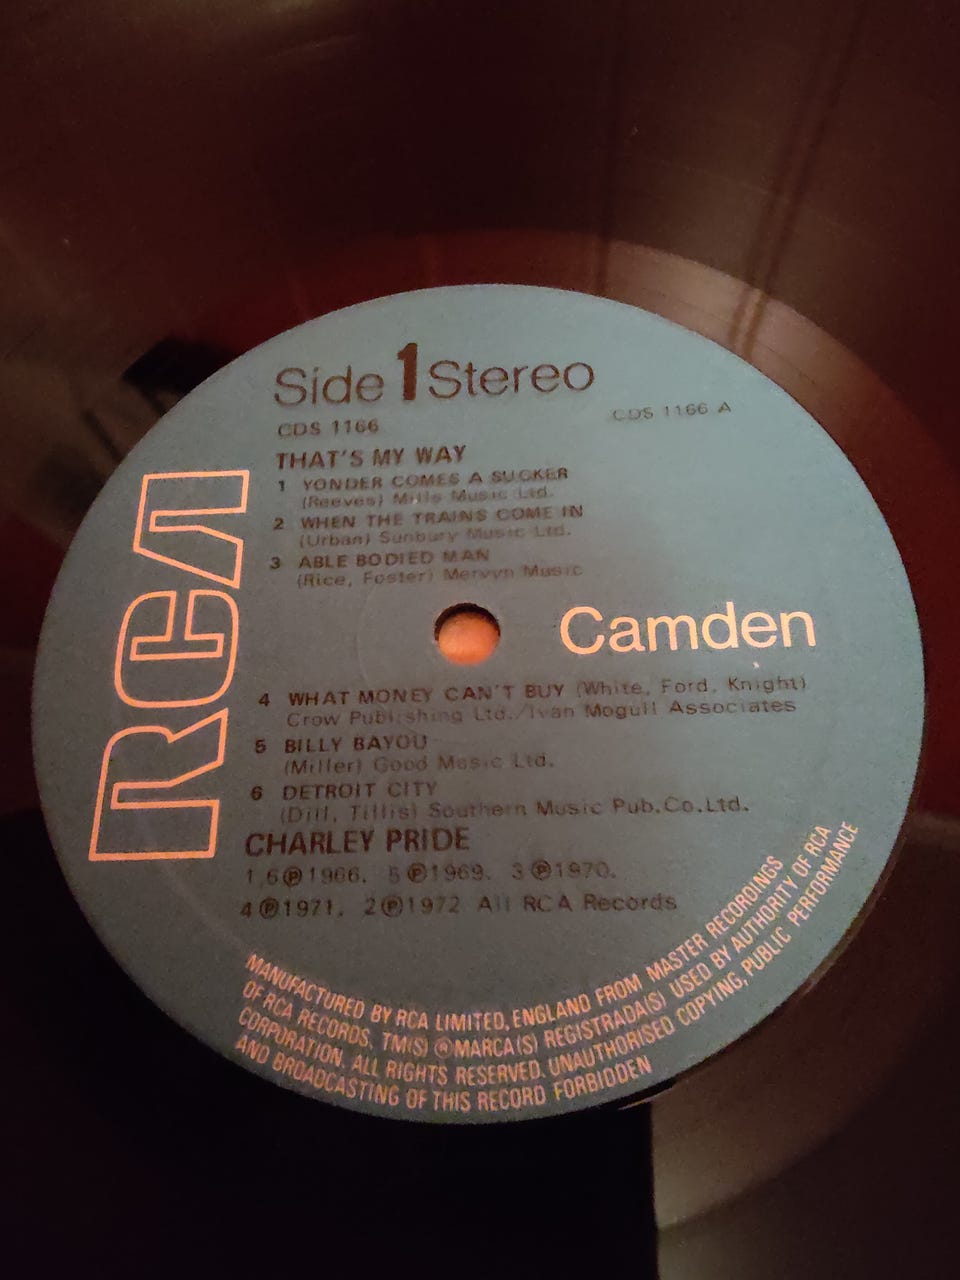 Side 1 Stereo
CDS 1166
CDS 1166 A
THAT'S MY WAY
1 YONDER COMES A SUCKER
(Reeves) Mills Music Ltd.
2 WHEN THE TRAINS COME IN
(Urban) Sunbury Music Ltd.
3 ABLE BODIED MAN
(Rice, Foster) Mervyn Music
RCA
Camden
4 WHAT MONEY CAN'T BUY (White, Ford, Knight)
Crow Publishing Ltd./Ivan Mogull Associates
5 BILLY BAYOU
(Miller) Good Music Ltd.
6 DETROIT CITY
(Dill, Tillis) Southern Music Pub.Co.Ltd.
CHARLEY PRIDE
1,6℗1966. 5℗1969. 3℗1970.
4℗1971. 2℗1972 All RCA Records
MANUFACTURED BY RCA LIMITED, ENGLAND FROM MASTER RECORDINGS
OF RCA RECORDS. TM(S) ®MARCA(S) REGISTRADA(S) USED BY AUTHORITY OF RCA
CORPORATION. ALL RIGHTS RESERVED. UNAUTHORISED COPYING, PUBLIC PERFORMANCE
AND BROADCASTING OF THIS RECORD FORBIDDEN